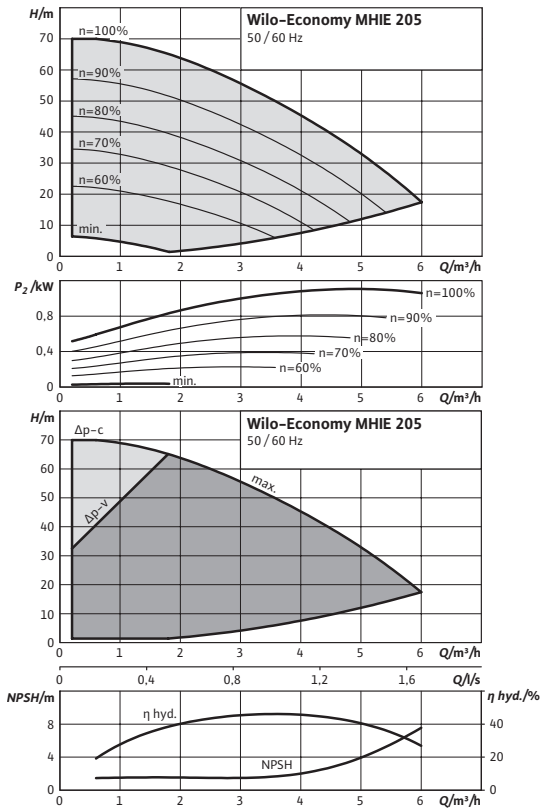 H/m
Wilo-Economy MHIE 205
50 / 60 Hz
70
n=100%
60
n=90%
50
n=80%
40
n=70%
30
n=60%
20
10
min.
0
0 1 2 3 4 5 6 Q/m³/h
P₂/kW
n=100%
0,8
n=90%
n=80%
0,4
n=70%
n=60%
min.
0
0 1 2 3 4 5 6 Q/m³/h
H/m
Wilo-Economy MHIE 205
50 / 60 Hz
Δp-c
70
60
max.
50
Δp-v
40
30
20
10
0
0 1 2 3 4 5 6 Q/m³/h
0 0,4 0,8 1,2 1,6 Q/l/s
NPSH/m
η hyd./%
η hyd.
8
40
4
20
NPSH
0
0
0 1 2 3 4 5 6 Q/m³/h